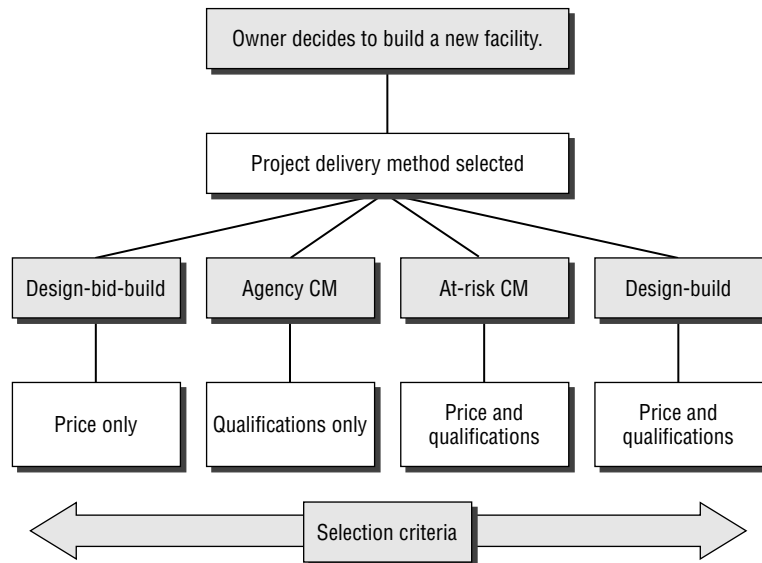 Owner decides to build a new facility.
Project delivery method selected
Design-bid-build
Agency CM
At-risk CM
Design-build
Price only
Qualifications only
Price and
qualifications
Price and
qualifications
Selection criteria